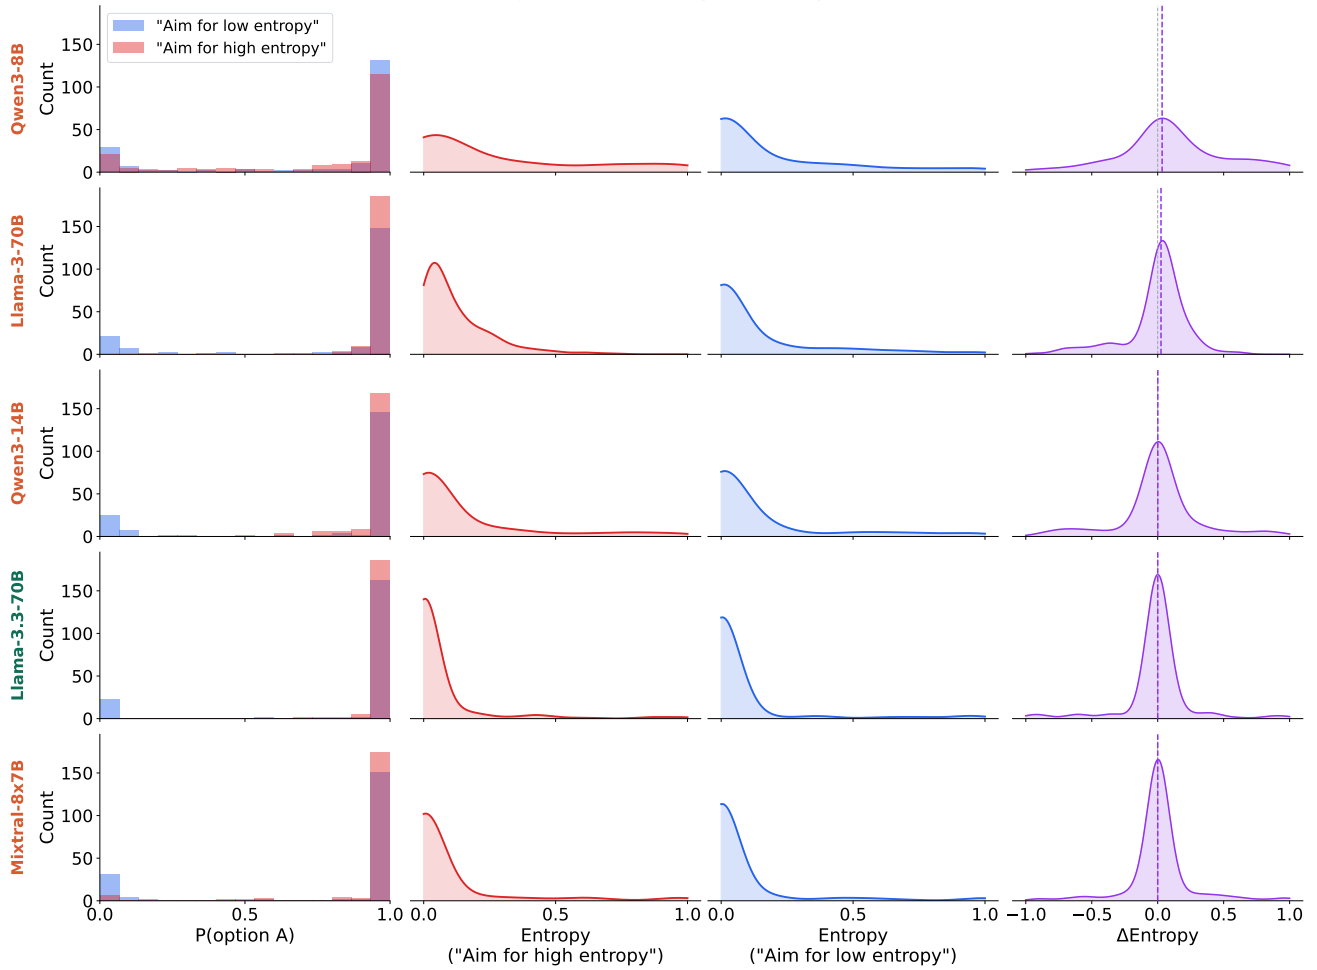 "Aim for low entropy"
"Aim for high entropy"
Qwen3-8B
Count
150
100
50
0
Llama-3-70B
Count
150
100
50
0
Qwen3-14B
Count
150
100
50
0
Llama-3.3-70B
Count
150
100
50
0
Mixtral-8x7B
Count
150
100
50
0
0.0 0.5 1.0
P(option A)
0.0 0.5 1.0
Entropy
("Aim for high entropy")
0.0 0.5 1.0
Entropy
("Aim for low entropy")
−1.0 −0.5 0.0 0.5 1.0
ΔEntropy